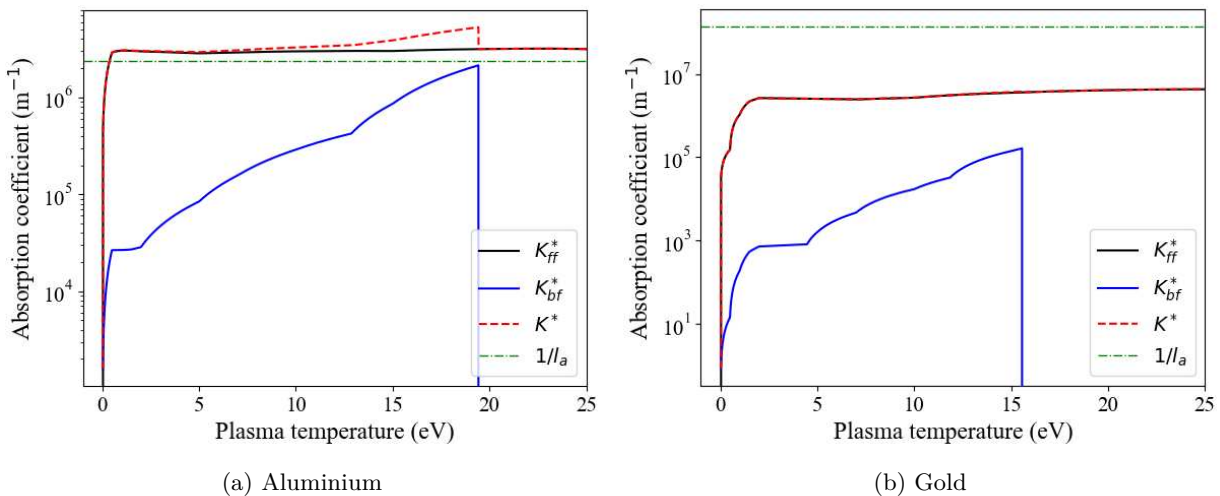 Absorption coefficient (m⁻¹)
10⁶
10⁵
10⁴
0 5 10 15 20 25
Plasma temperature (eV)
K*ff
K*bf
K*
1/lₐ
(a) Aluminium
Absorption coefficient (m⁻¹)
10⁷
10⁵
10³
10¹
0 5 10 15 20 25
Plasma temperature (eV)
K*ff
K*bf
K*
1/lₐ
(b) Gold